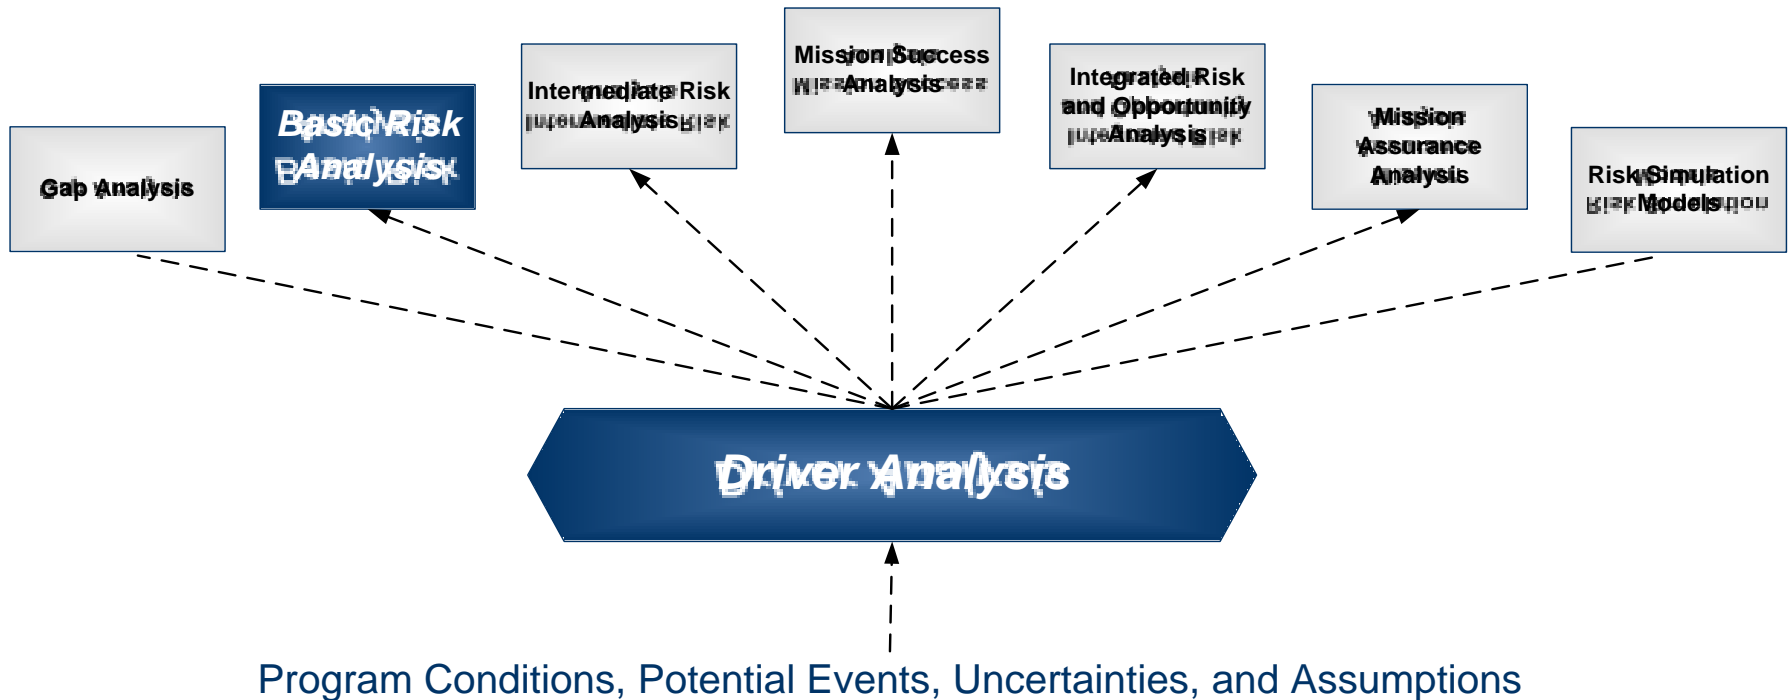 Gap Analysis
Basic Risk
Analysis
Intermediate Risk
Analysis
Mission Success
Analysis
Integrated Risk
and Opportunity
Analysis
Mission
Assurance
Analysis
Risk Simulation
Models
Driver Analysis
Program Conditions, Potential Events, Uncertainties, and Assumptions